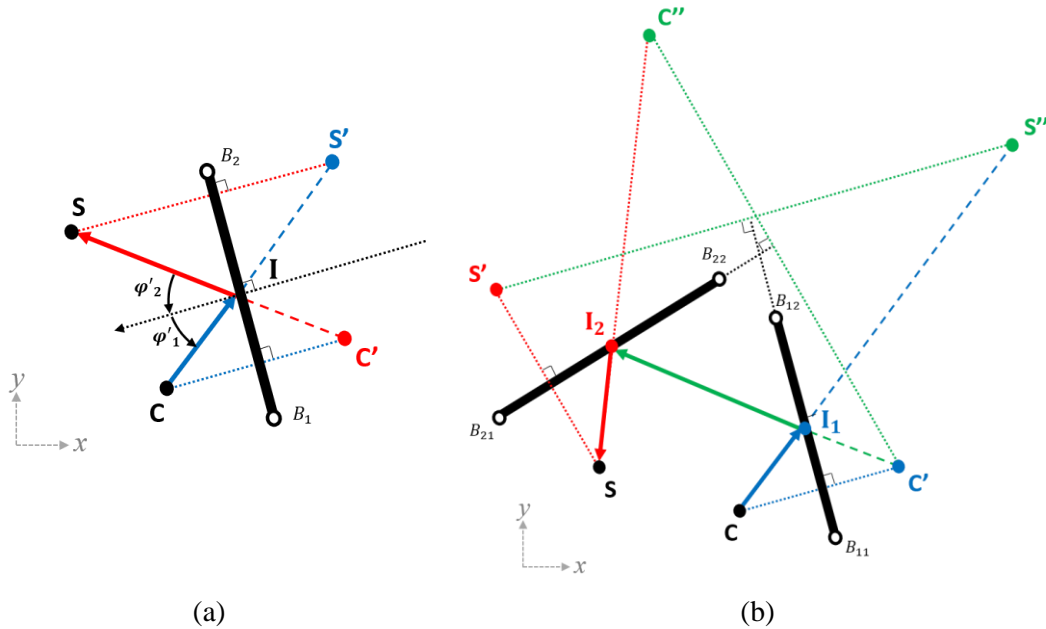 C''
S'
B₂
S''
S
I
S'
B₂₂
φ'₂
B₁₂
φ'₁
I₂
C'
C
B₁
y
x
B₂₁
I₁
S
C'
C
y
B₁₁
x
(a)
(b)